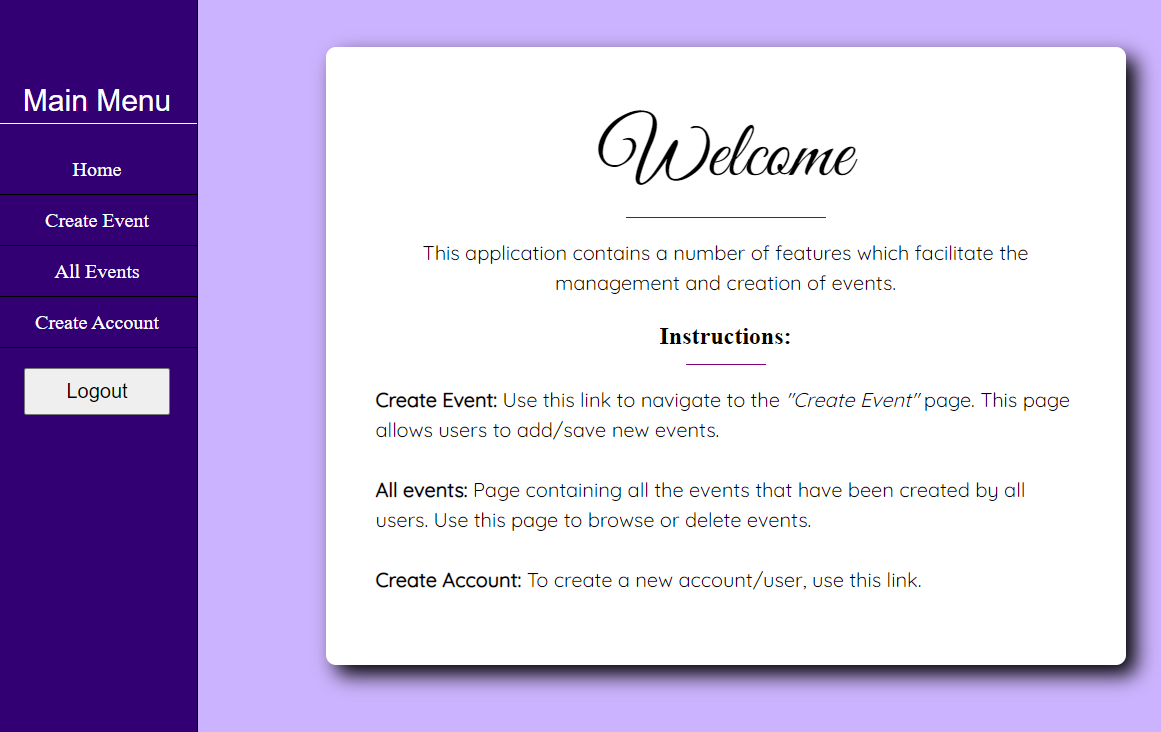 Main Menu
Home
Create Event
All Events
Create Account
Logout
Welcome
This application contains a number of features which facilitate the
management and creation of events.
Instructions:
Create Event: Use this link to navigate to the "Create Event" page. This page
allows users to add/save new events.
All events: Page containing all the events that have been created by all
users. Use this page to browse or delete events.
Create Account: To create a new account/user, use this link.